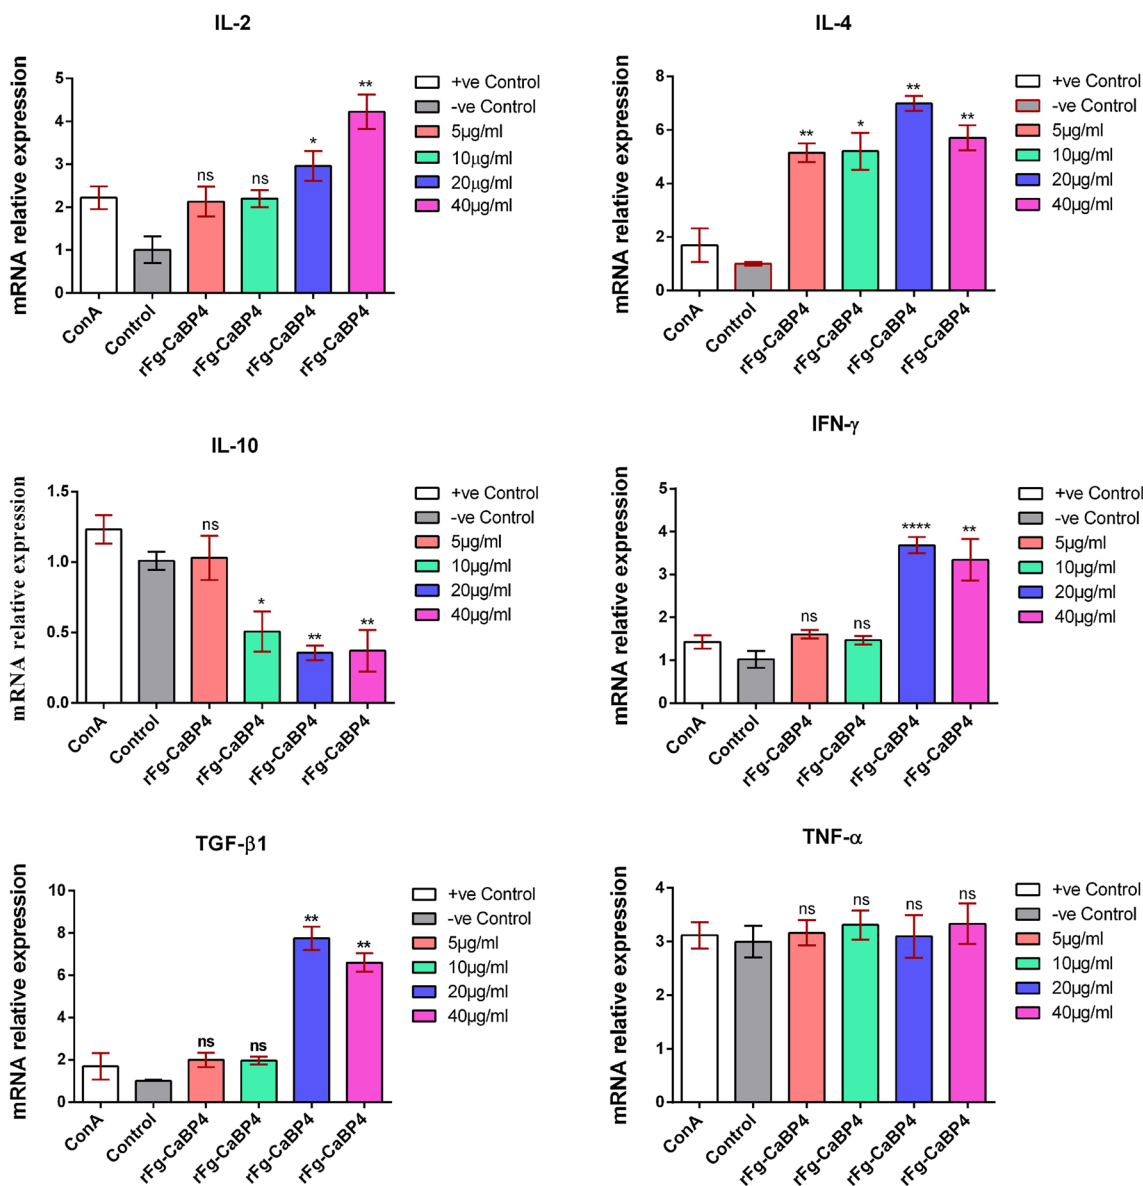 IL-2
mRNA relative expression
5
4
3
2
1
0
ns
ns
*
**
ConA
Control
rFg-CaBP4
rFg-CaBP4
rFg-CaBP4
rFg-CaBP4
+ve Control
-ve Control
5µg/ml
10µg/ml
20µg/ml
40µg/ml
IL-4
mRNA relative expression
8
6
4
2
0
**
*
**
**
ConA
Control
rFg-CaBP4
rFg-CaBP4
rFg-CaBP4
rFg-CaBP4
+ve Control
-ve Control
5µg/ml
10µg/ml
20µg/ml
40µg/ml
IL-10
mRNA relative expression
1.5
1.0
0.5
0.0
ns
*
**
**
ConA
Control
rFg-CaBP4
rFg-CaBP4
rFg-CaBP4
rFg-CaBP4
+ve Control
-ve Control
5µg/ml
10µg/ml
20µg/ml
40µg/ml
IFN-γ
mRNA relative expression
5
4
3
2
1
0
ns
ns
****
**
ConA
Control
rFg-CaBP4
rFg-CaBP4
rFg-CaBP4
rFg-CaBP4
+ve Control
-ve Control
5µg/ml
10µg/ml
20µg/ml
40µg/ml
TGF-β1
mRNA relative expression
10
8
6
4
2
0
ns
ns
**
**
ConA
Control
rFg-CaBP4
rFg-CaBP4
rFg-CaBP4
rFg-CaBP4
+ve Control
-ve Control
5µg/ml
10µg/ml
20µg/ml
40µg/ml
TNF-α
mRNA relative expression
4
3
2
1
0
ns
ns
ns
ns
ConA
Control
rFg-CaBP4
rFg-CaBP4
rFg-CaBP4
rFg-CaBP4
+ve Control
-ve Control
5µg/ml
10µg/ml
20µg/ml
40µg/ml